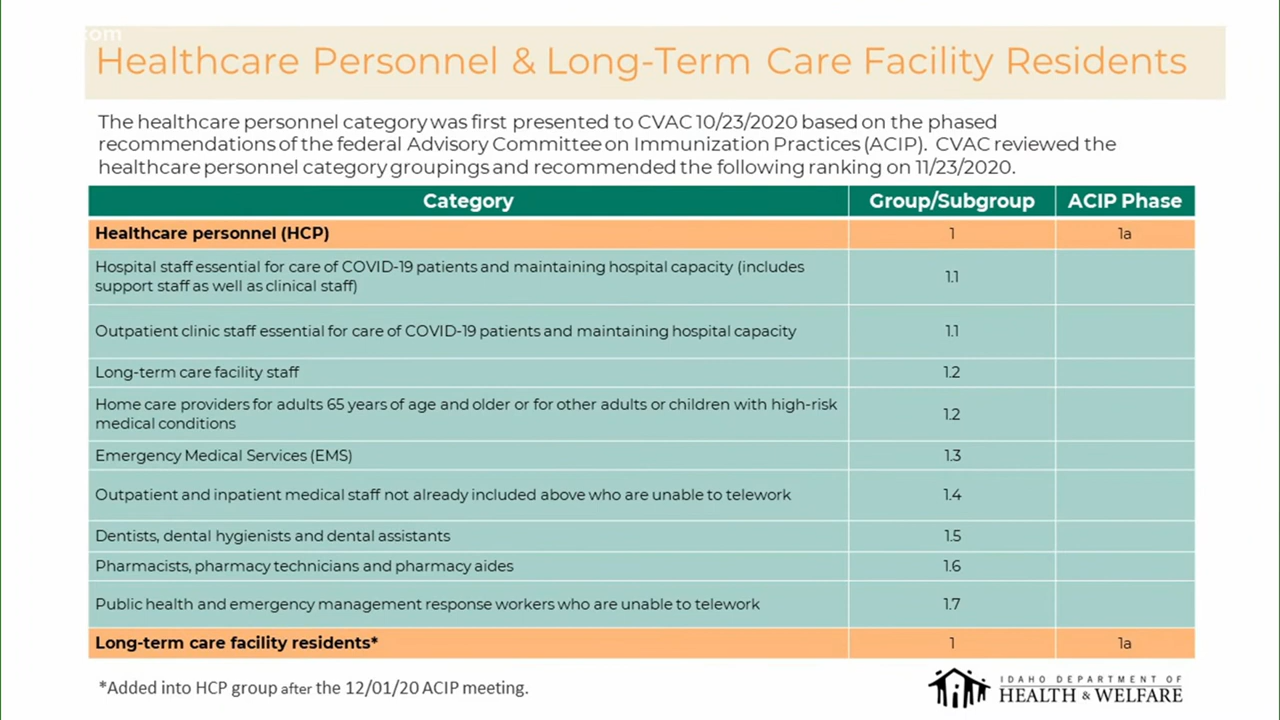 .com
Healthcare Personnel & Long-Term Care Facility Residents
The healthcare personnel category was first presented to CVAC 10/23/2020 based on the phased
recommendations of the federal Advisory Committee on Immunization Practices (ACIP). CVAC reviewed the
healthcare personnel category groupings and recommended the following ranking on 11/23/2020.
Category Group/Subgroup ACIP Phase
Healthcare personnel (HCP) 1 1a
Hospital staff essential for care of COVID-19 patients and maintaining hospital capacity (includes
support staff as well as clinical staff) 1.1
Outpatient clinic staff essential for care of COVID-19 patients and maintaining hospital capacity 1.1
Long-term care facility staff 1.2
Home care providers for adults 65 years of age and older or for other adults or children with high-risk
medical conditions 1.2
Emergency Medical Services (EMS) 1.3
Outpatient and inpatient medical staff not already included above who are unable to telework 1.4
Dentists, dental hygienists and dental assistants 1.5
Pharmacists, pharmacy technicians and pharmacy aides 1.6
Public health and emergency management response workers who are unable to telework 1.7
Long-term care facility residents* 1 1a
*Added into HCP group after the 12/01/20 ACIP meeting.
IDAHO DEPARTMENT OF
HEALTH & WELFARE